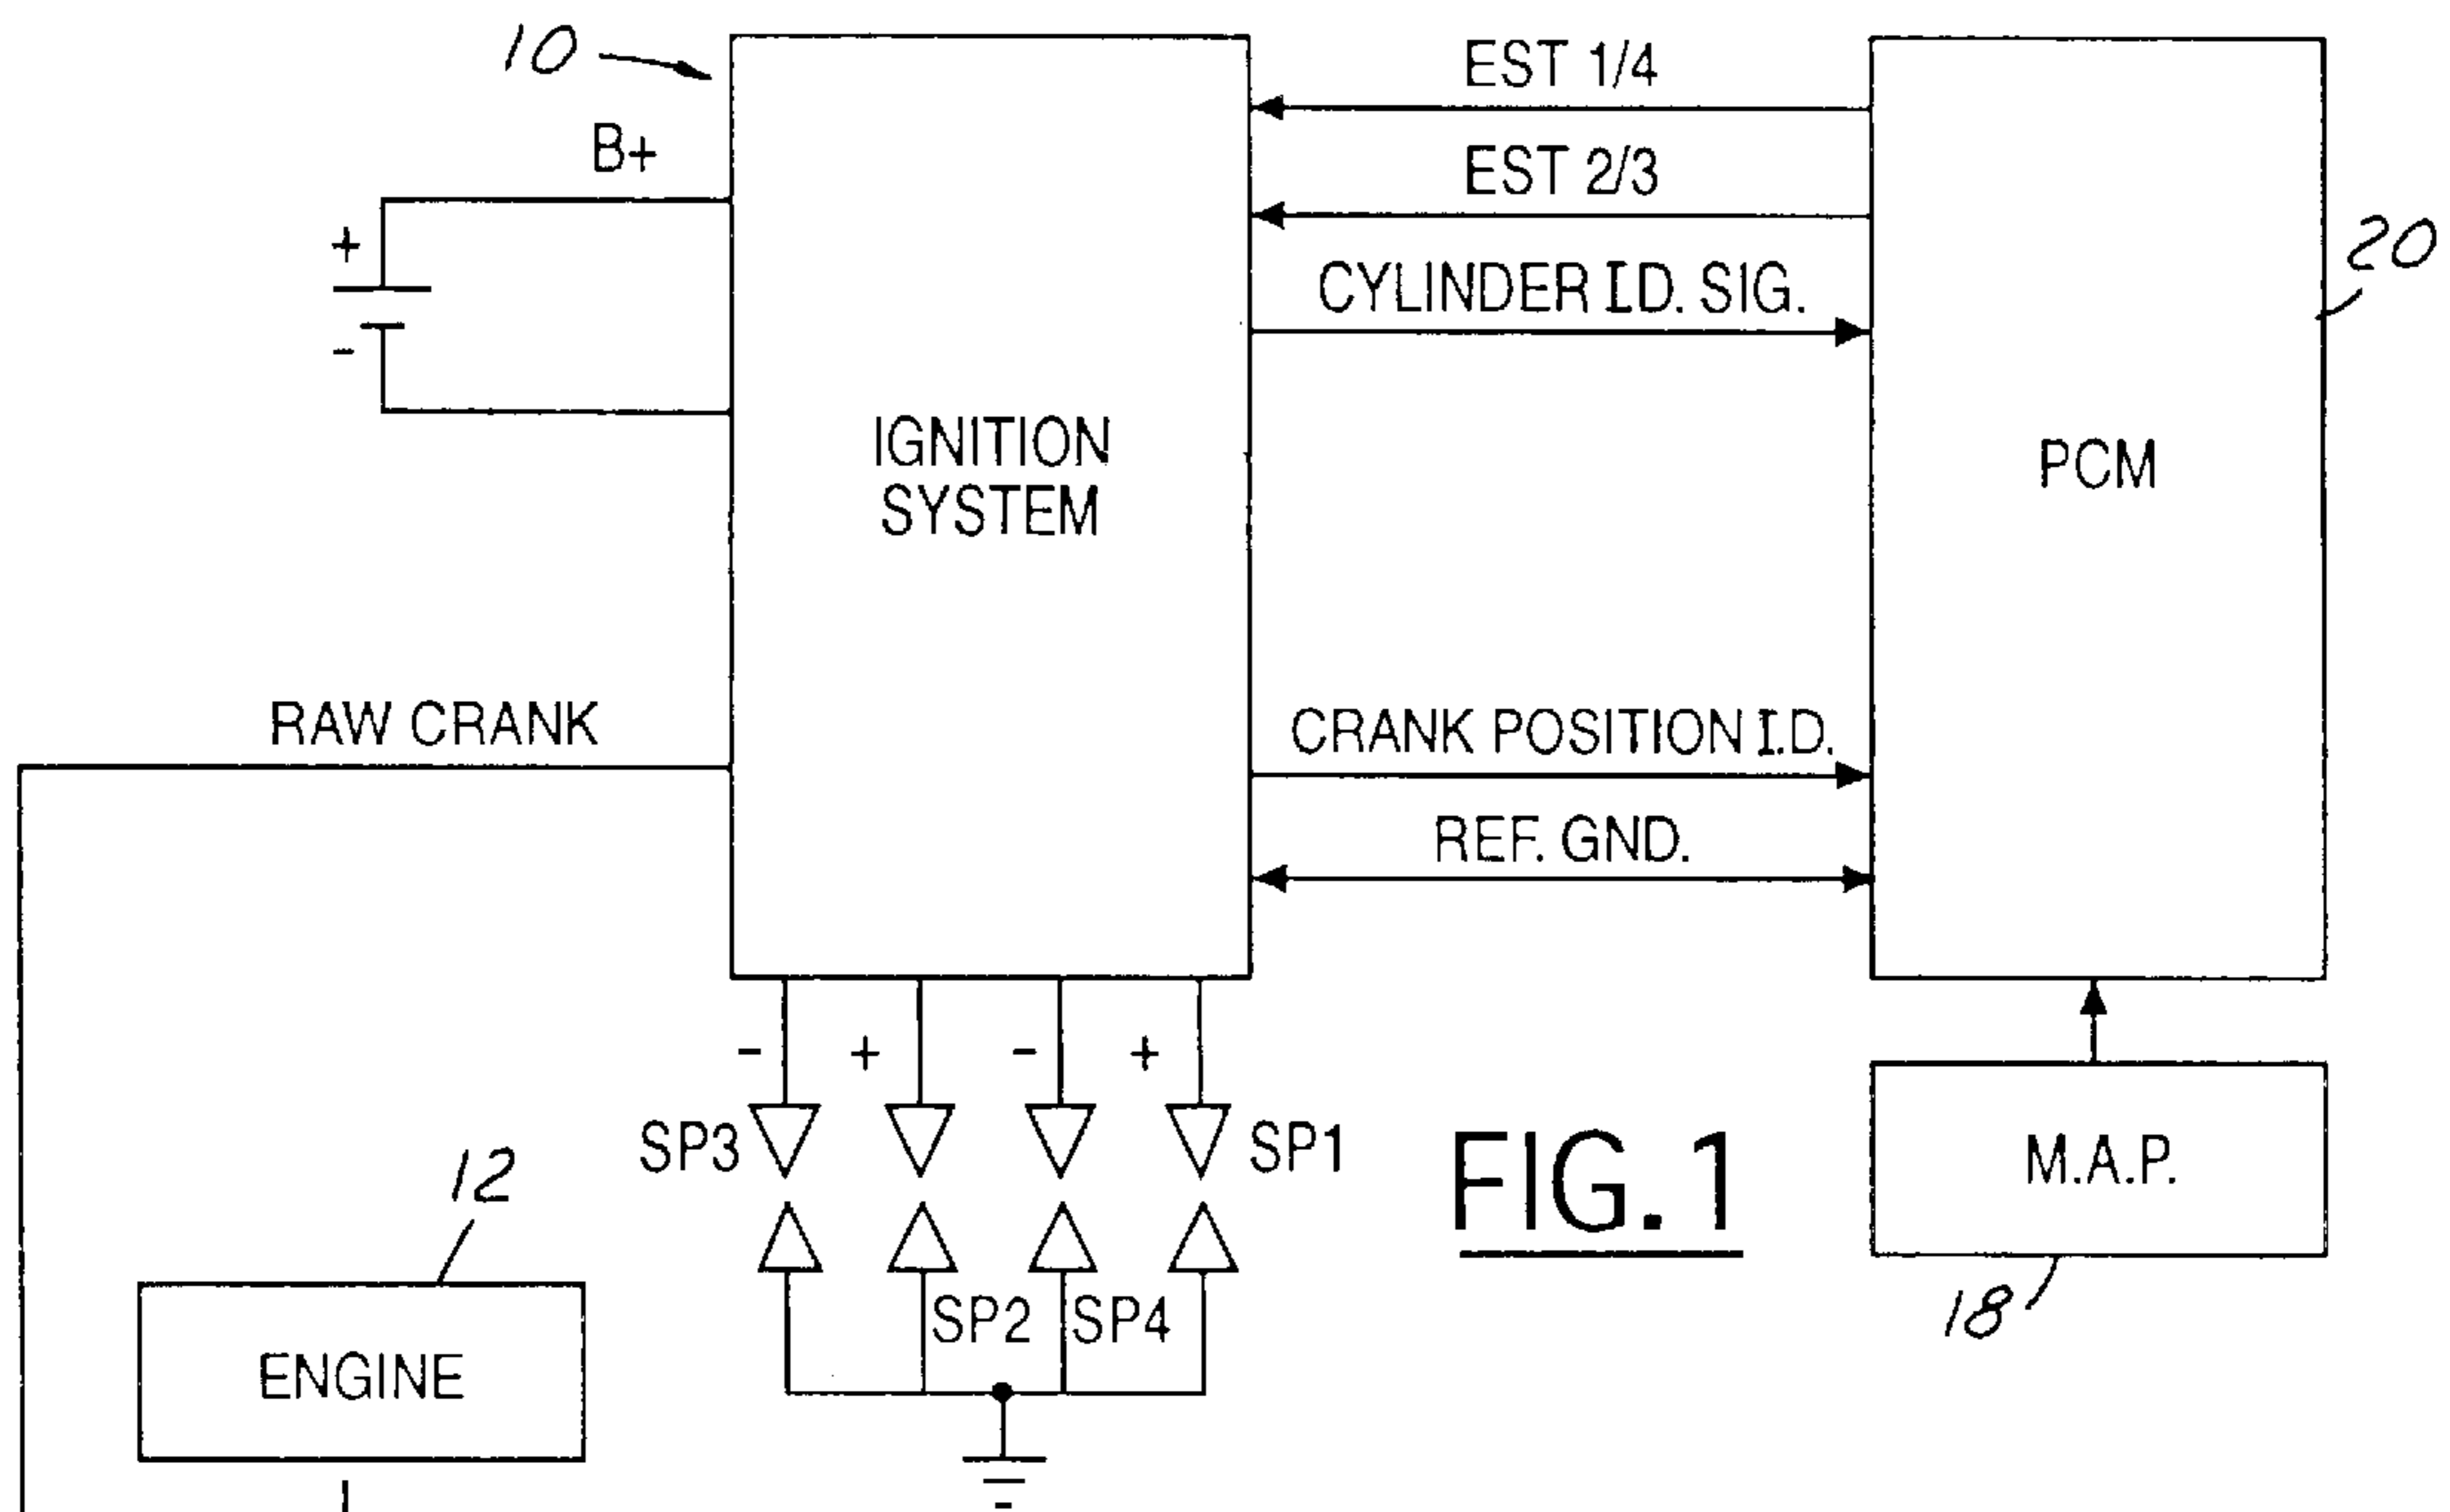 10
B+
+
-
RAW CRANK
IGNITION
SYSTEM
EST 1/4
EST 2/3
CYLINDER I.D. SIG.
CRANK POSITION I.D.
REF. GND.
PCM
20
- + - +
SP3
SP1
SP2
SP4
12
ENGINE
FIG. 1
M.A.P.
18